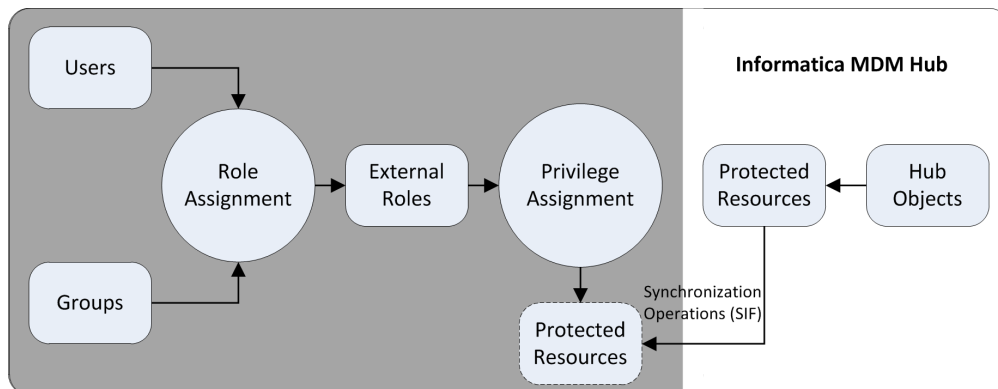 Users
Informatica MDM Hub
Role
Assignment
External
Roles
Privilege
Assignment
Protected
Resources
Hub
Objects
Groups
Synchronization
Operations (SIF)
Protected
Resources